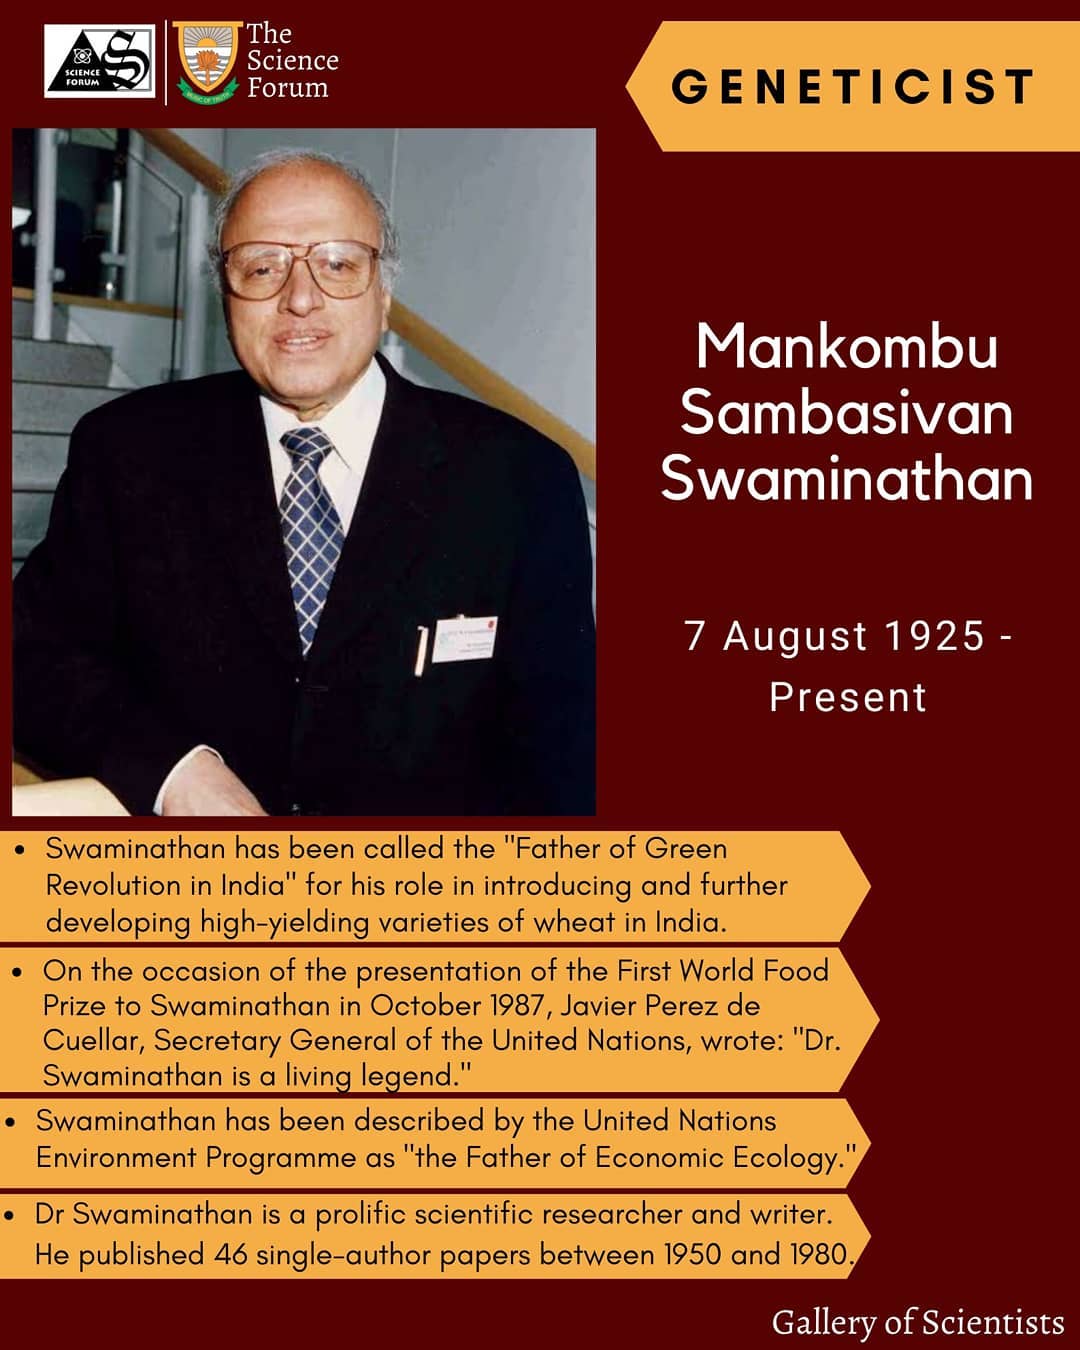 SCIENCE
FORUM
The
Science
Forum
GENETICIST
Mankombu
Sambasivan
Swaminathan
7 August 1925 -
Present
• Swaminathan has been called the "Father of Green
Revolution in India" for his role in introducing and further
developing high-yielding varieties of wheat in India.
• On the occasion of the presentation of the First World Food
Prize to Swaminathan in October 1987, Javier Perez de
Cuellar, Secretary General of the United Nations, wrote: "Dr.
Swaminathan is a living legend."
• Swaminathan has been described by the United Nations
Environment Programme as "the Father of Economic Ecology."
• Dr Swaminathan is a prolific scientific researcher and writer.
He published 46 single-author papers between 1950 and 1980.
Gallery of Scientists